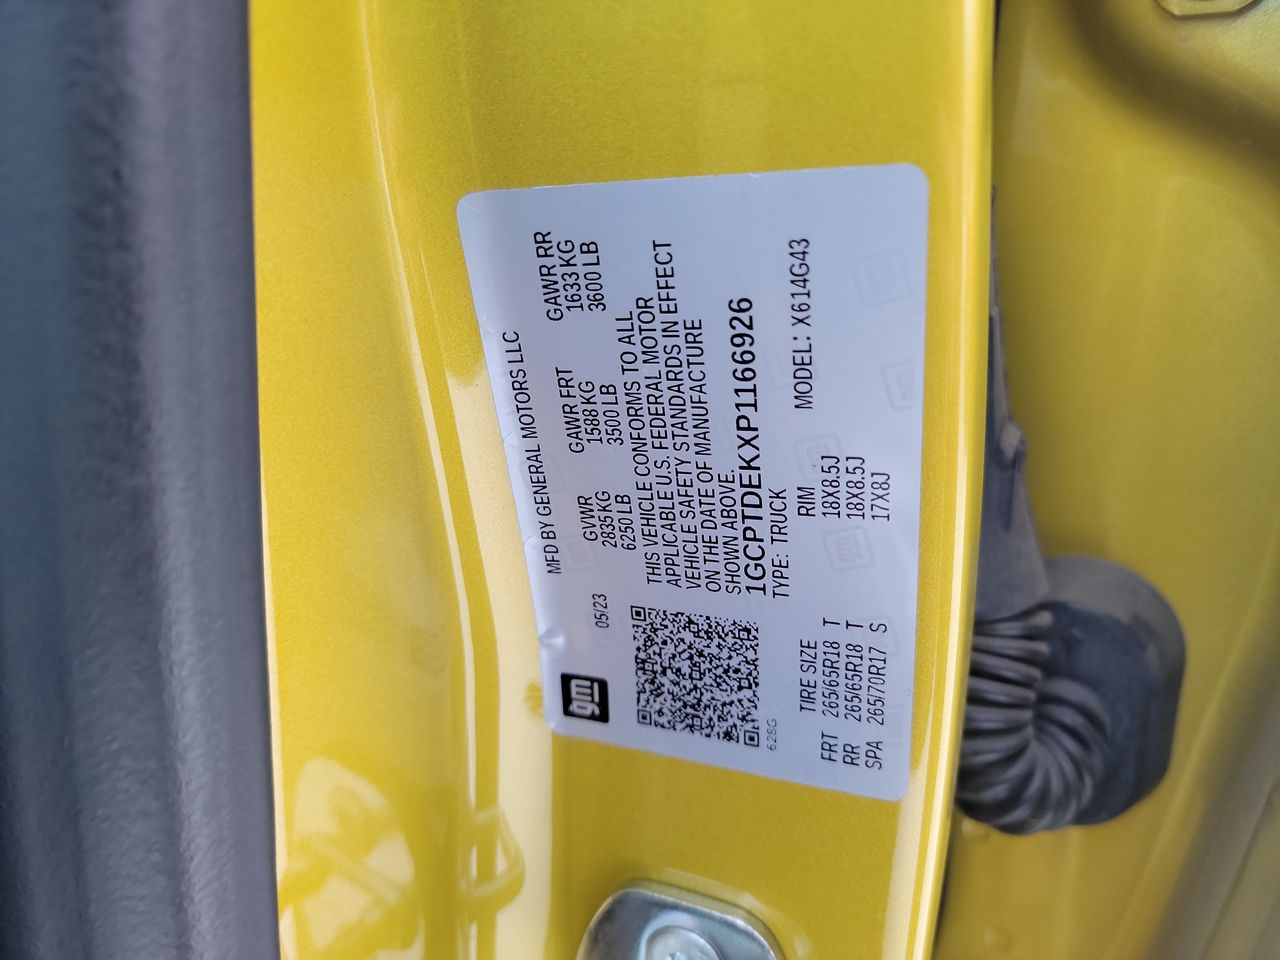 gm
MFD BY GENERAL MOTORS LLC
05/23
GVWR GAWR FRT GAWR RR
2835 KG 1588 KG 1633 KG
6250 LB 3500 LB 3600 LB
THIS VEHICLE CONFORMS TO ALL
APPLICABLE U.S. FEDERAL MOTOR
VEHICLE SAFETY STANDARDS IN EFFECT
ON THE DATE OF MANUFACTURE
SHOWN ABOVE.
1GCPTDEKXP1166926
TYPE: TRUCK
628G
TIRE SIZE RIM MODEL: X614G43
FRT 265/65R18 T 18X8.5J
RR 265/65R18 T 18X8.5J
SPA 265/70R17 S 17X8J